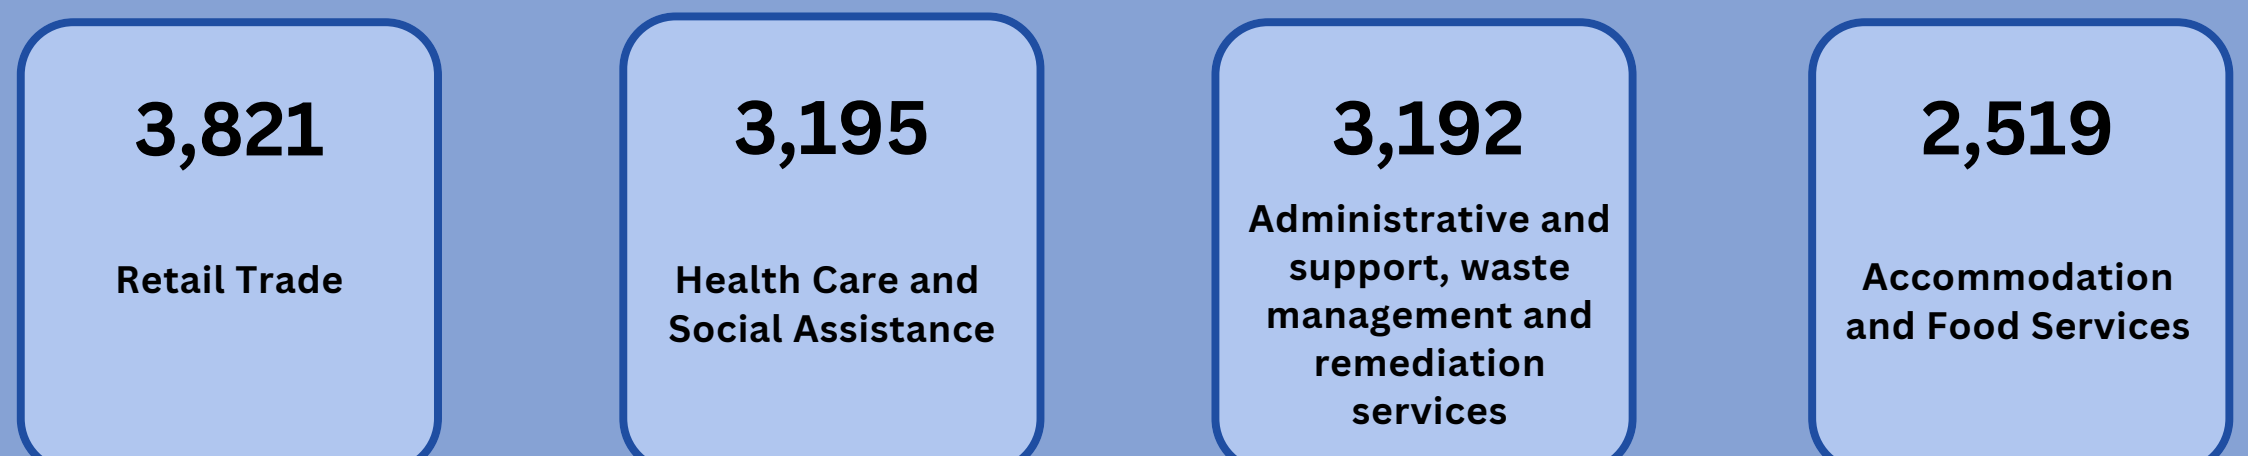 3,821
Retail Trade
3,195
Health Care and
Social Assistance
3,192
Administrative and
support, waste
management and
remediation
services
2,519
Accommodation
and Food Services